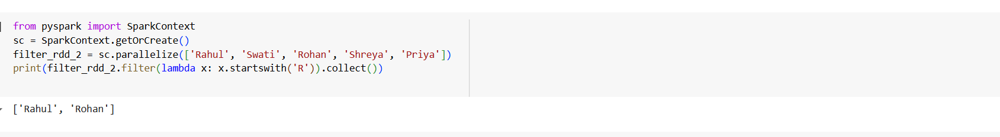 from pyspark import SparkContext
sc = SparkContext.getOrCreate()
filter_rdd_2 = sc.parallelize(['Rahul', 'Swati', 'Rohan', 'Shreya', 'Priya'])
print(filter_rdd_2.filter(lambda x: x.startswith('R')).collect())
['Rahul', 'Rohan']